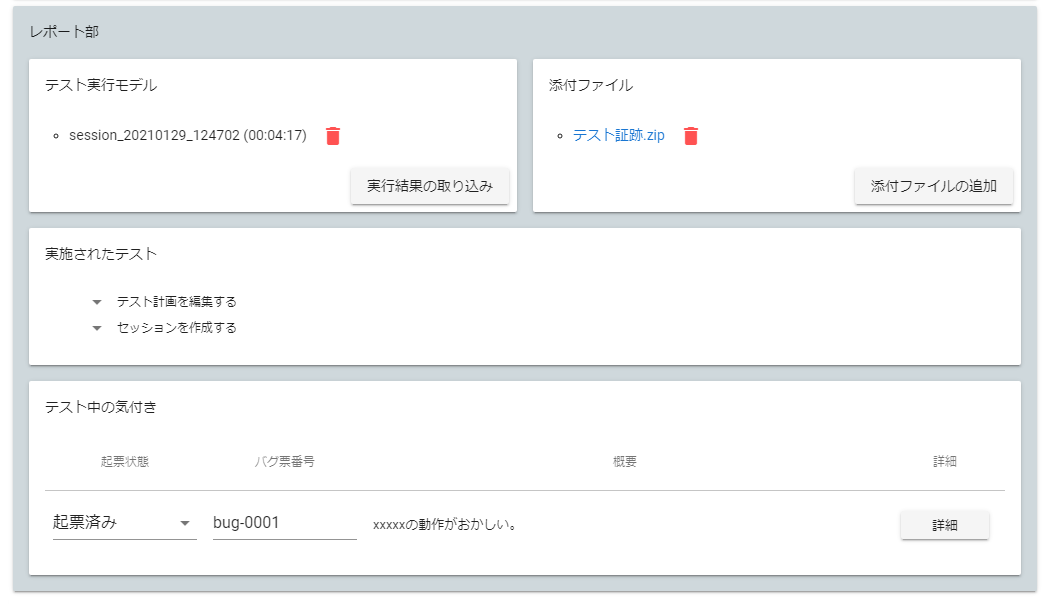 レポート部
テスト実行モデル
session_20210129_124702 (00:04:17)
実行結果の取り込み
添付ファイル
テスト証跡.zip
添付ファイルの追加
実施されたテスト
テスト計画を編集する
セッションを作成する
テスト中の気付き
起票状態 バグ票番号 概要 詳細
起票済み bug-0001 xxxxxの動作がおかしい。 詳細